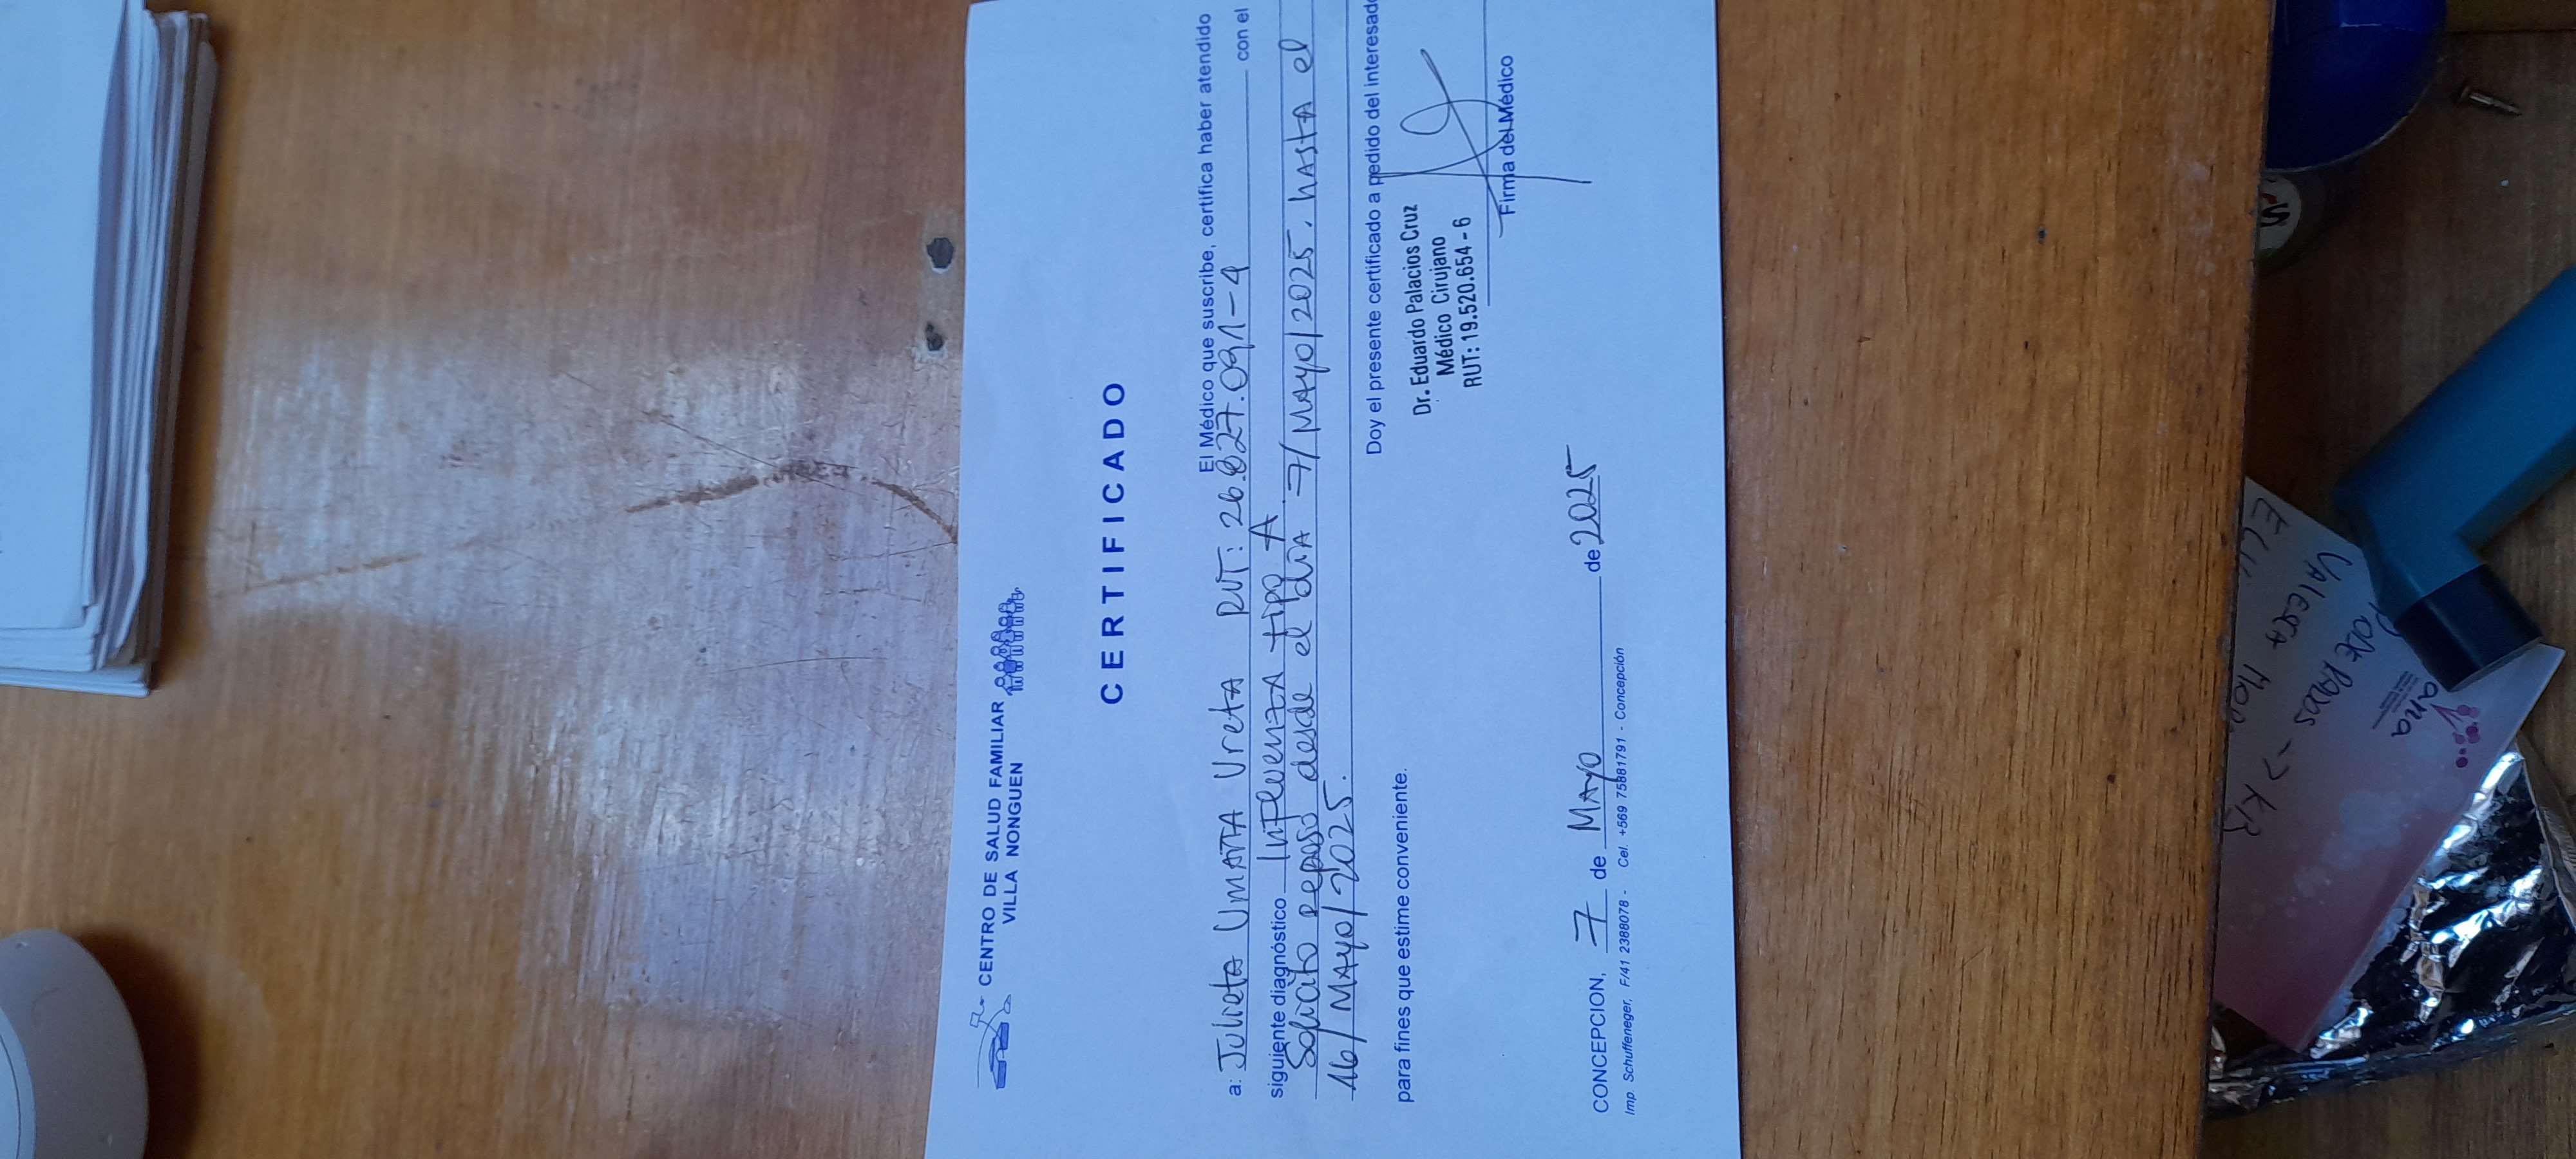 CENTRO DE SALUD FAMILIAR
VILLA NONGUEN
CERTIFICADO
El Médico que suscribe, certifica haber atendido
a: Julieta Umaña Ureta RUT: 26.827.091-4 con el
siguiente diagnóstico Influenza tipo A.
Solicito reposo desde el día 7/MAYO/2025. hasta el
16/MAYO/2025.
Doy el presente certificado a pedido del interesado
para fines que estime conveniente.
Dr. Eduardo Palacios Cruz
Médico Cirujano
RUT: 19.520.654-6
Firma del Médico
CONCEPCION, 7 de MAYO de 2025
Imp. Schuffeneger, F/41 2388078 - Cel. +569 75881791 - Concepción